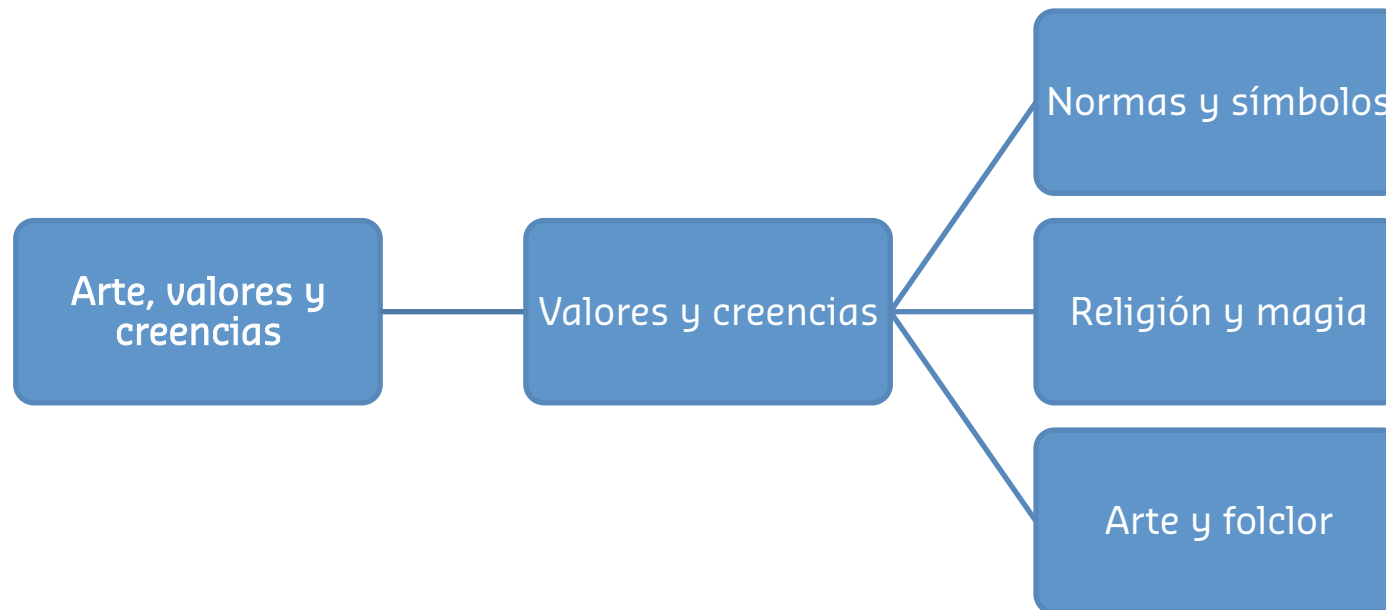 Normas y símbolos
Arte, valores y
creencias
Valores y creencias
Religión y magia
Arte y folclor